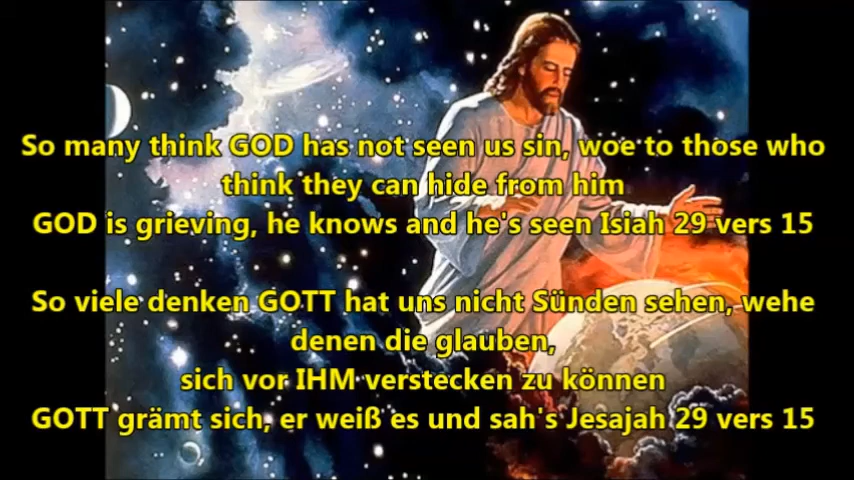 So many think GOD has not seen us sin, woe to those who
think they can hide from him
GOD is grieving, he knows and he's seen Isiah 29 vers 15
So viele denken GOTT hat uns nicht Sünden sehen, wehe
denen die glauben,
sich vor IHM verstecken zu können
GOTT grämt sich, er weiß es und sah's Jesajah 29 vers 15